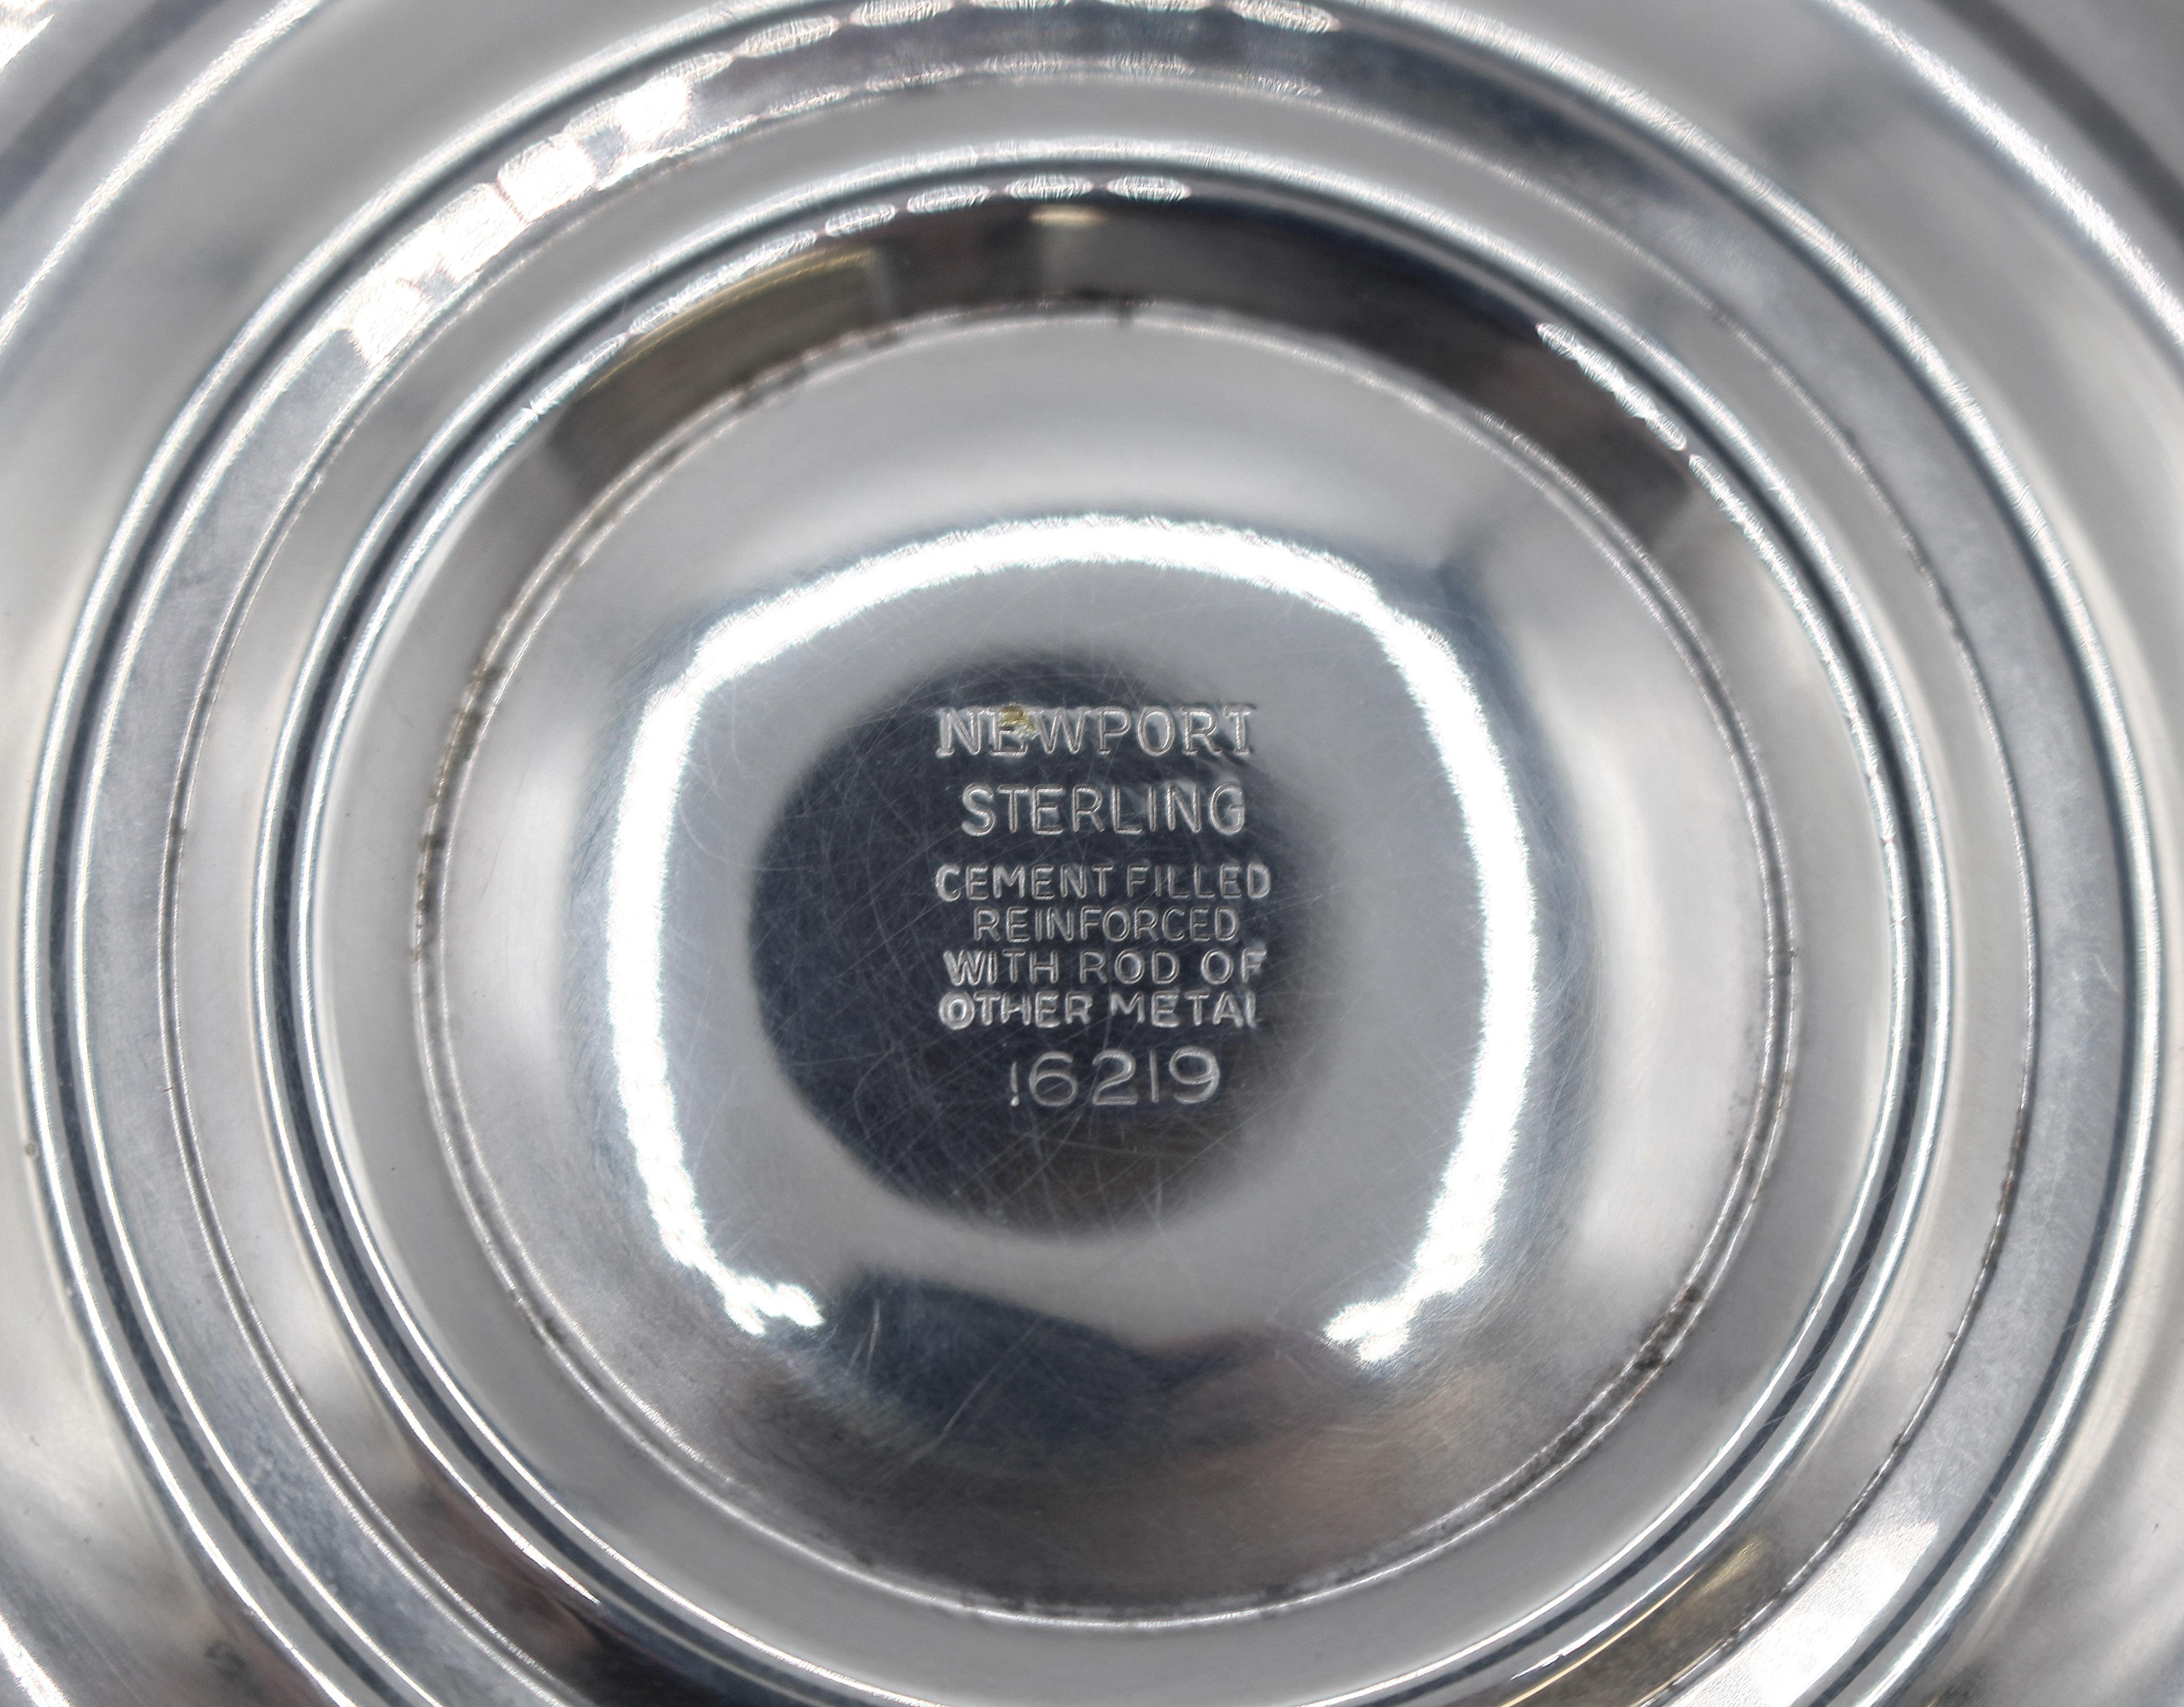 NEWPORT
STERLING
CEMENT FILLED
REINFORCED
WITH ROD OF
OTHER METAL
16219